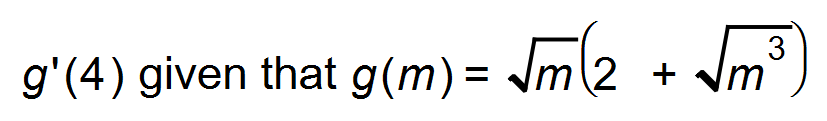 g'(4) given that g(m) = √m(2 + √m³)